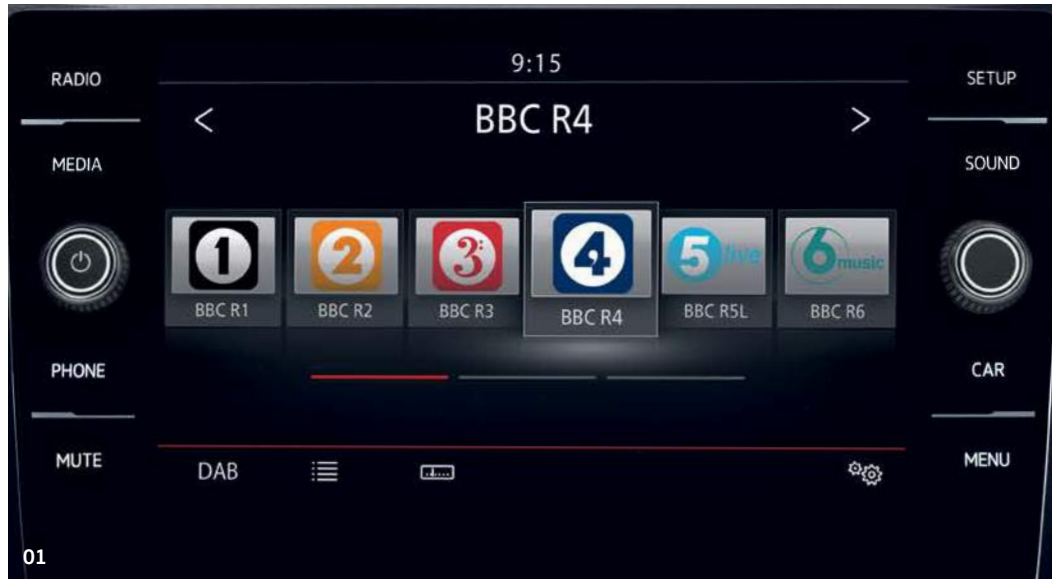 9:15
RADIO
SETUP
< BBC R4 >
MEDIA
SOUND
1 2 3 4 5 live 6 music
BBC R1 BBC R2 BBC R3 BBC R4 BBC R5L BBC R6
PHONE
CAR
MUTE
DAB
MENU
01